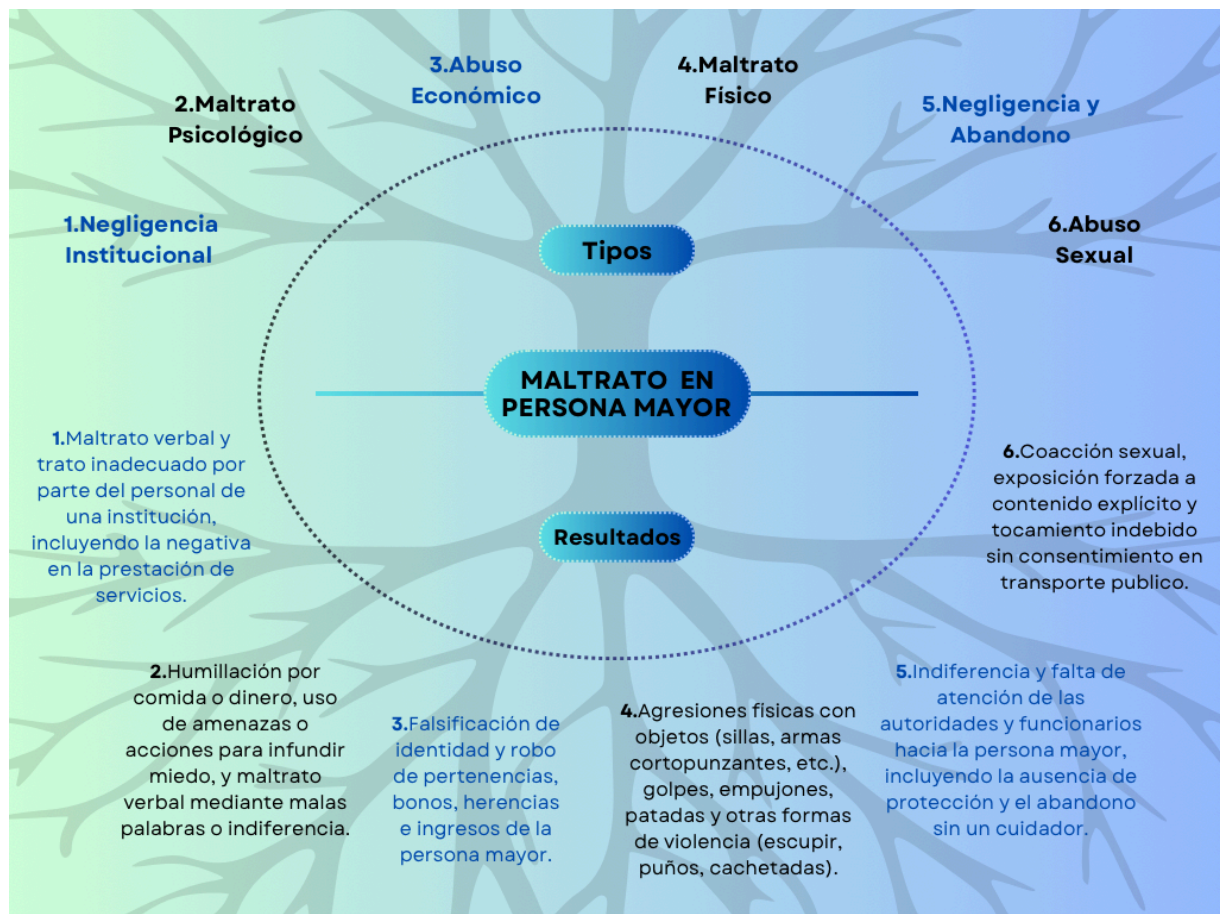 3.Abuso
Económico
4.Maltrato
Físico
2.Maltrato
Psicológico
5.Negligencia y
Abandono
1.Negligencia
Institucional
Tipos
6.Abuso
Sexual
MALTRATO EN
PERSONA MAYOR
1.Maltrato verbal y
trato inadecuado por
parte del personal de
una institución,
incluyendo la negativa
en la prestación de
servicios.
Resultados
6.Coacción sexual,
exposición forzada a
contenido explícito y
tocamiento indebido
sin consentimiento en
transporte publico.
2.Humillación por
comida o dinero, uso
de amenazas o
acciones para infundir
miedo, y maltrato
verbal mediante malas
palabras o indiferencia.
3.Falsificación de
identidad y robo
de pertenencias,
bonos, herencias
e ingresos de la
persona mayor.
4.Agresiones físicas con
objetos (sillas, armas
cortopunzantes, etc.),
golpes, empujones,
patadas y otras formas
de violencia (escupir,
puños, cachetadas).
5.Indiferencia y falta de
atención de las
autoridades y funcionarios
hacia la persona mayor,
incluyendo la ausencia de
protección y el abandono
sin un cuidador.